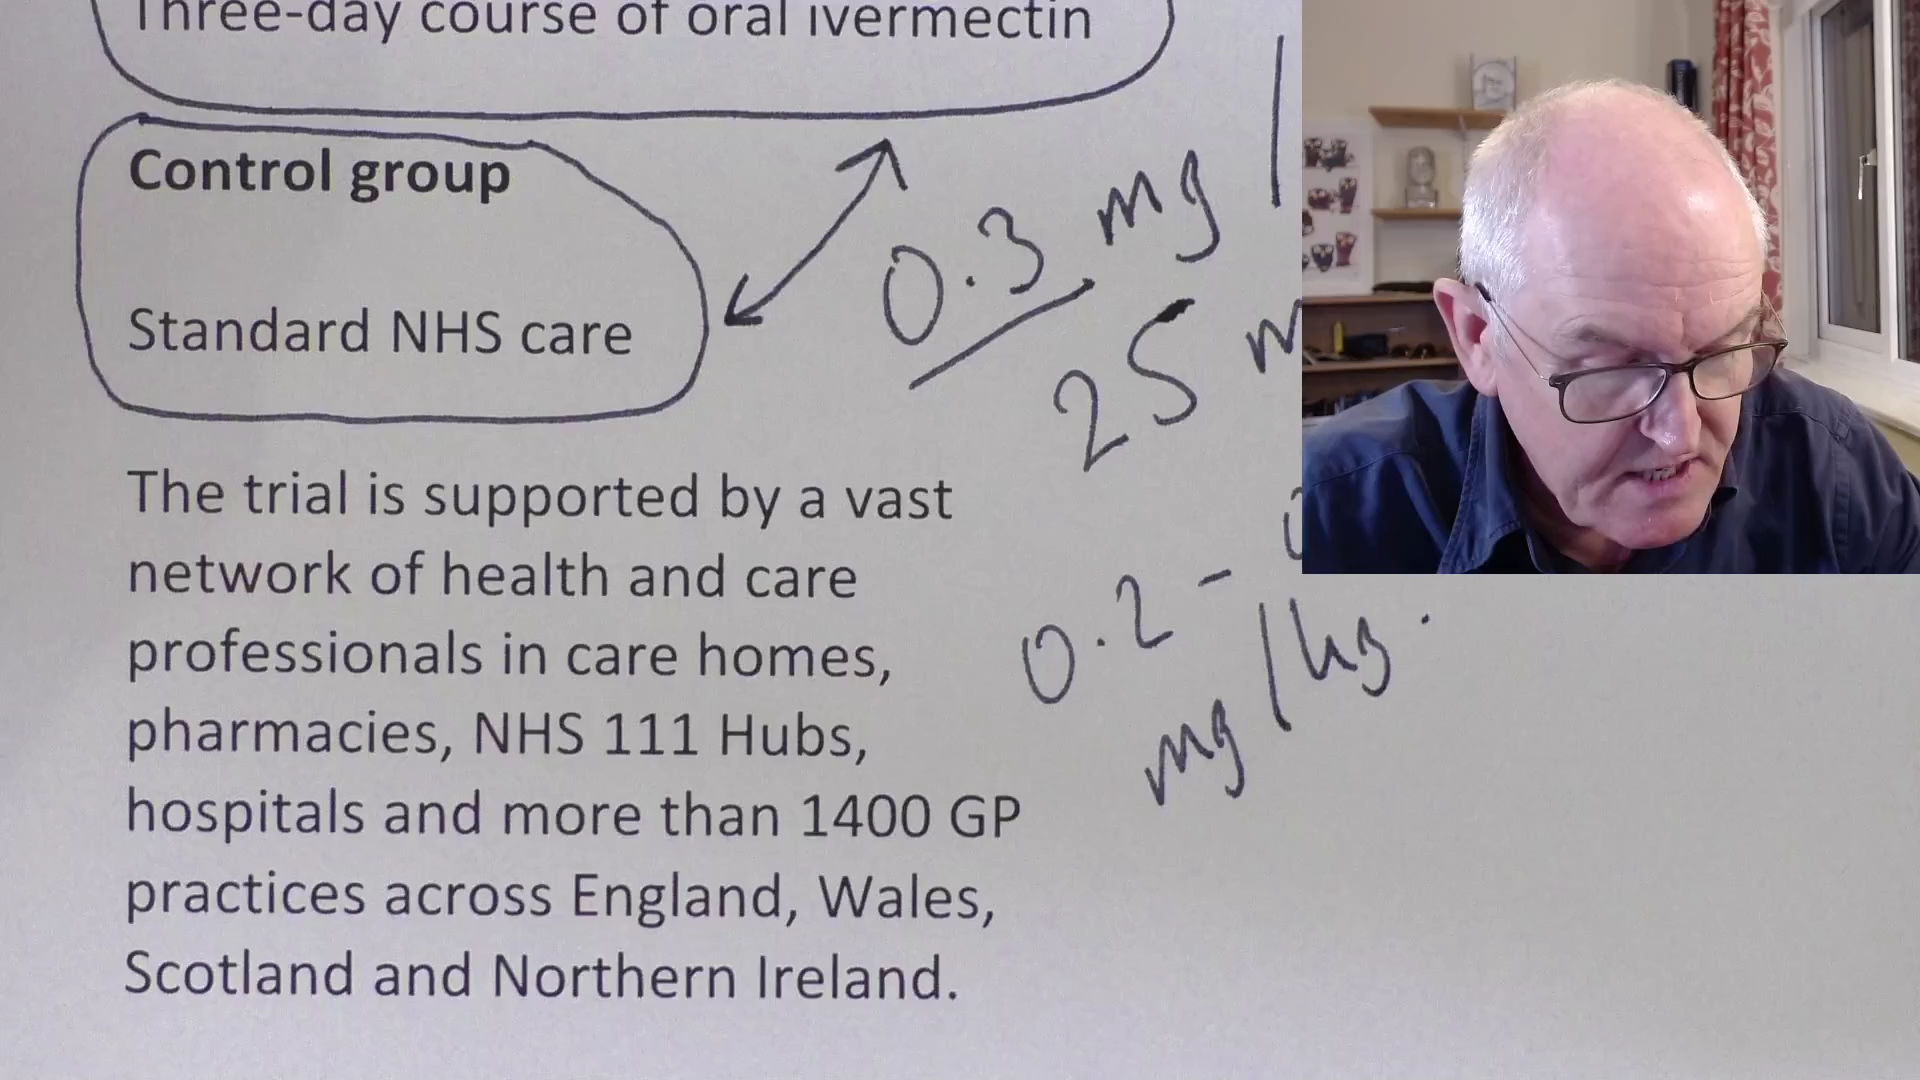 Three-day course of oral ivermectin
Control group
Standard NHS care
0.3 mg /
25 m
The trial is supported by a vast
network of health and care
professionals in care homes,
pharmacies, NHS 111 Hubs,
hospitals and more than 1400 GP
practices across England, Wales,
Scotland and Northern Ireland.
0.2 -
mg/kg.